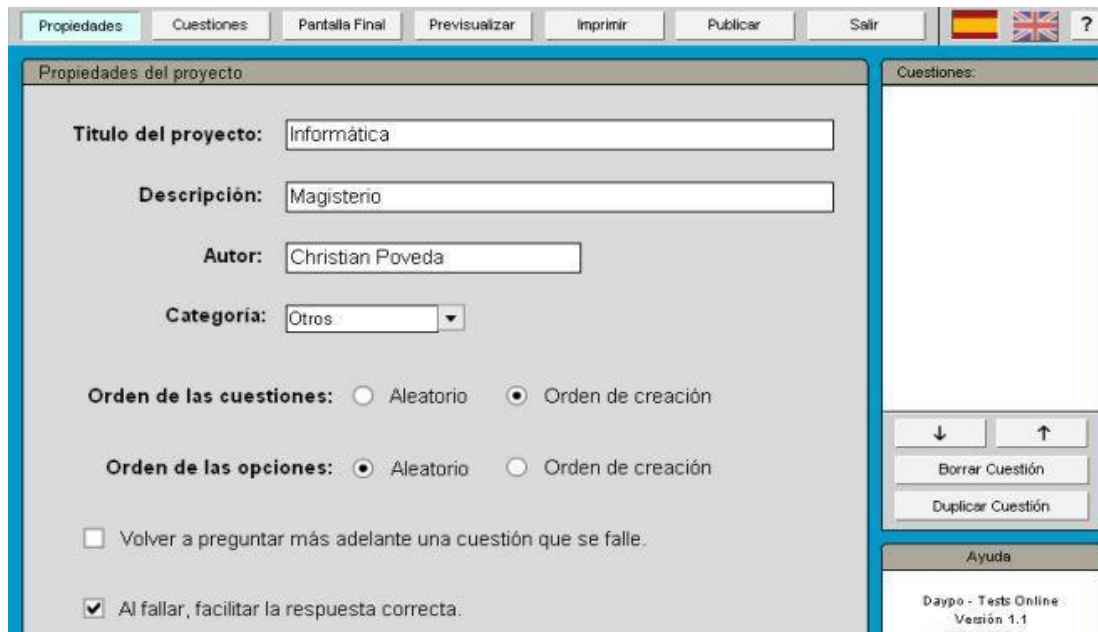 Propiedades Cuestiones Pantalla Final Previsualizar Imprimir Publicar Salir ?
Propiedades del proyecto
Titulo del proyecto: Informática
Descripción: Magisterio
Autor: Christian Poveda
Categoría: Otros
Orden de las cuestiones: Aleatorio Orden de creación
Orden de las opciones: Aleatorio Orden de creación
Volver a preguntar más adelante una cuestión que se falle.
Al fallar, facilitar la respuesta correcta.
Cuestiones:
↓ ↑
Borrar Cuestión
Duplicar Cuestión
Ayuda
Daypo - Tests Online
Versión 1.1